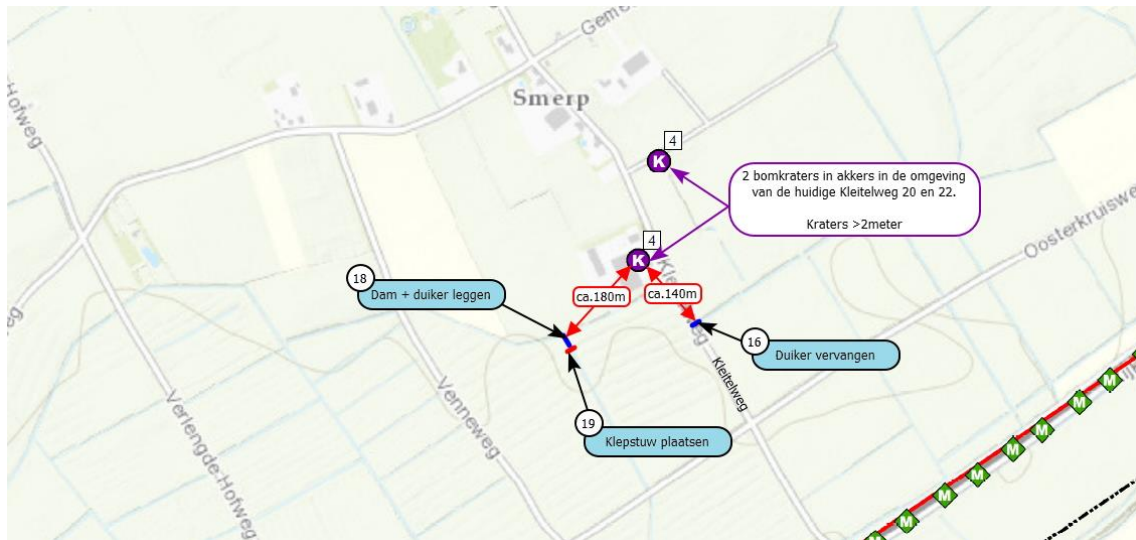 Hofweg
Geme
Smerp
4
K
2 bomkraters in akkers in de omgeving
van de huidige Kleitelweg 20 en 22.
Kraters >2meter
Oosterkruisweg
4
K
18
Dam + duiker leggen
ca.180m
ca.140m
16
Duiker vervangen
Kleitelweg
19
Klepstuw plaatsen
Verlengde-Hofweg
Venneweg
M
M
M
M
M
M
M
M